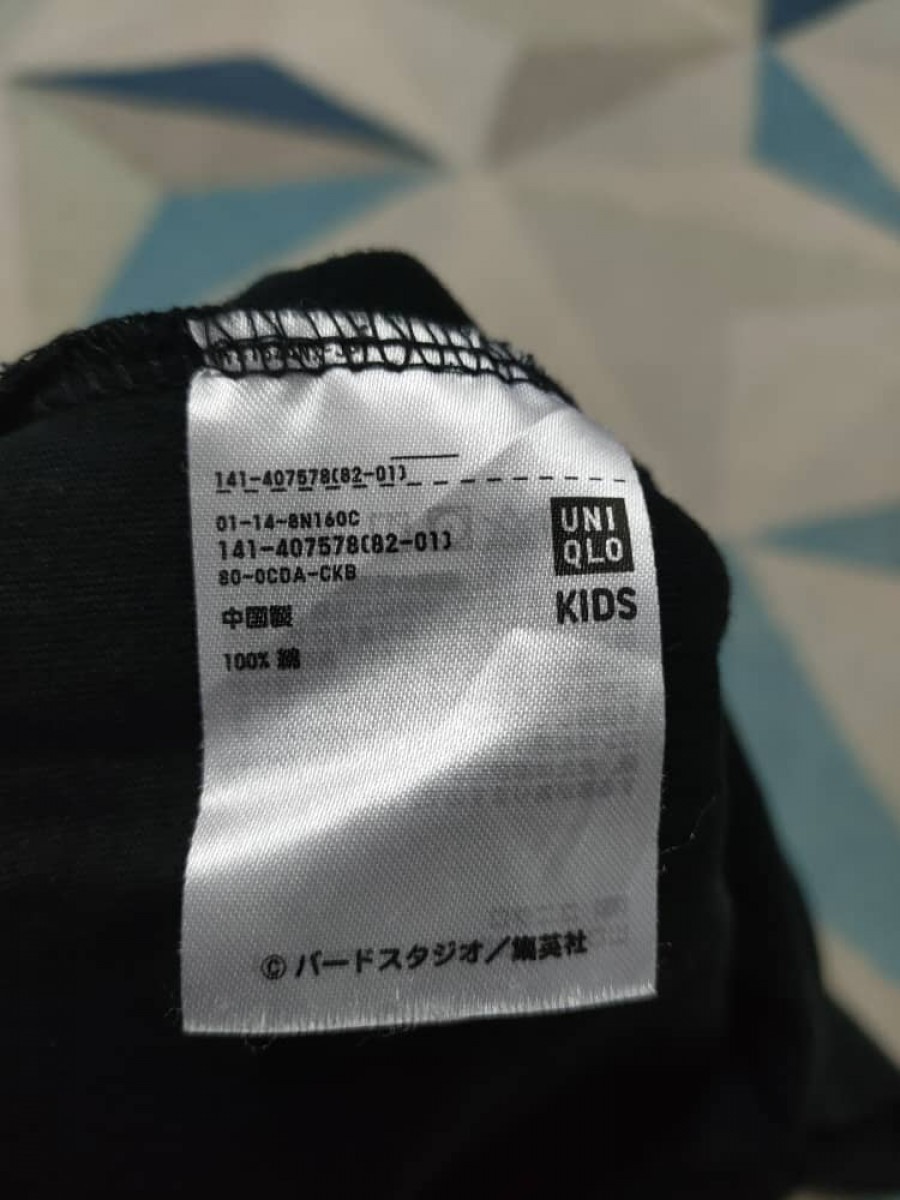 141-407578(82-01)
01-14-8N160C
141-407578(82-01)
80-0CDA-CKB
中国製
100% 綿
UNI
QLO
KIDS
© バードスタジオ／集英社